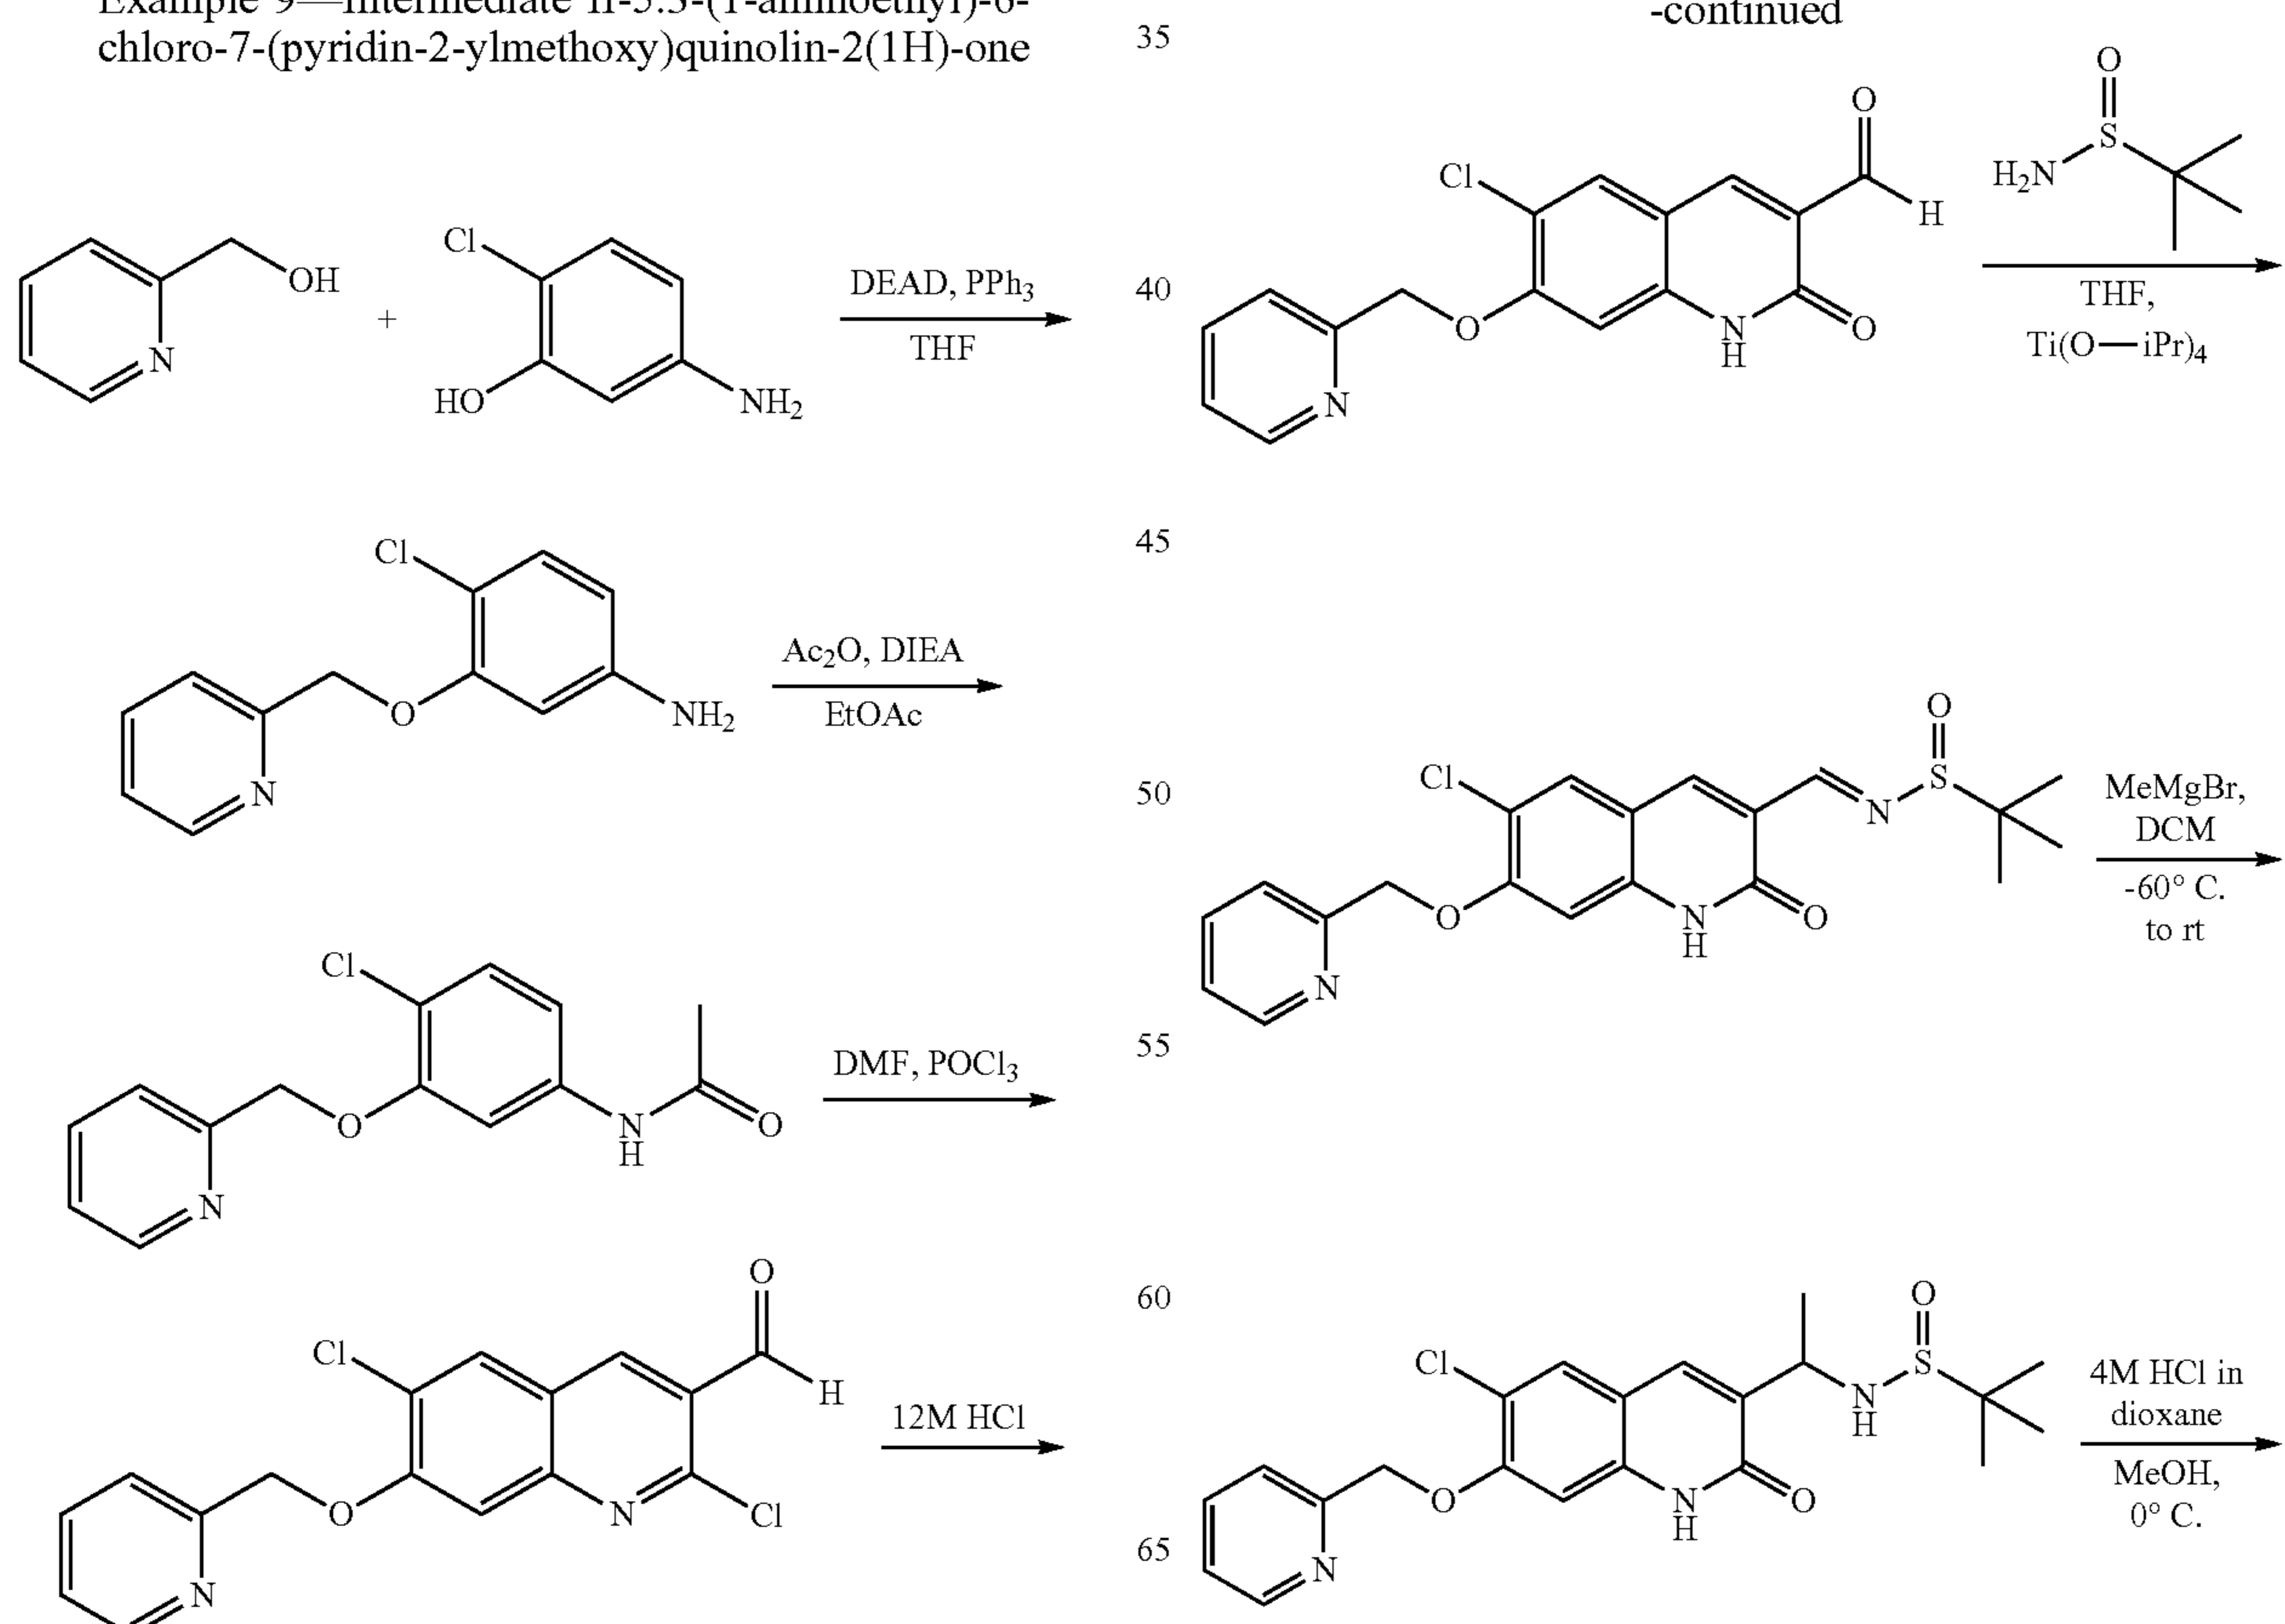 Example 9—Intermediate II-5:3-(1-aminoethyl)-6-
chloro-7-(pyridin-2-ylmethoxy)quinolin-2(1H)-one
OH
N
+
Cl
HO
NH2
DEAD, PPh3
THF
Cl
O
N
NH2
Ac2O, DIEA
EtOAc
Cl
O
N
N
H
O
DMF, POCl3
O
H
Cl
O
N
N
Cl
12M HCl
35
40
45
50
55
60
65
-continued
O
H
Cl
O
N
N
H
O
O
S
H2N
THF,
Ti(O—iPr)4
O
S
N
Cl
O
N
N
H
O
MeMgBr,
DCM
-60° C.
to rt
O
S
N
H
Cl
O
N
N
H
O
4M HCl in
dioxane
MeOH,
0° C.